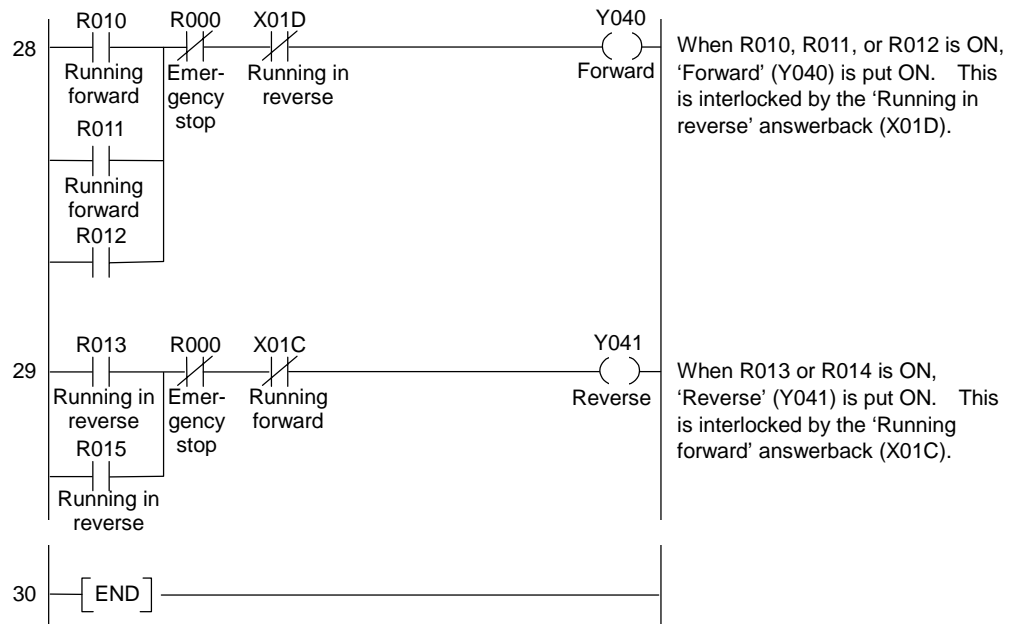 R010 R000 X01D Y040
28
Running forward
Emer-gency stop
Running in reverse
Forward
R011
Running forward
R012
When R010, R011, or R012 is ON,
‘Forward’ (Y040) is put ON. This
is interlocked by the ‘Running in
reverse’ answerback (X01D).
R013 R000 X01C Y041
29
Running in reverse
Emer-gency stop
Running forward
Reverse
R015
Running in reverse
When R013 or R014 is ON,
‘Reverse’ (Y041) is put ON. This
is interlocked by the ‘Running
forward’ answerback (X01C).
30 END